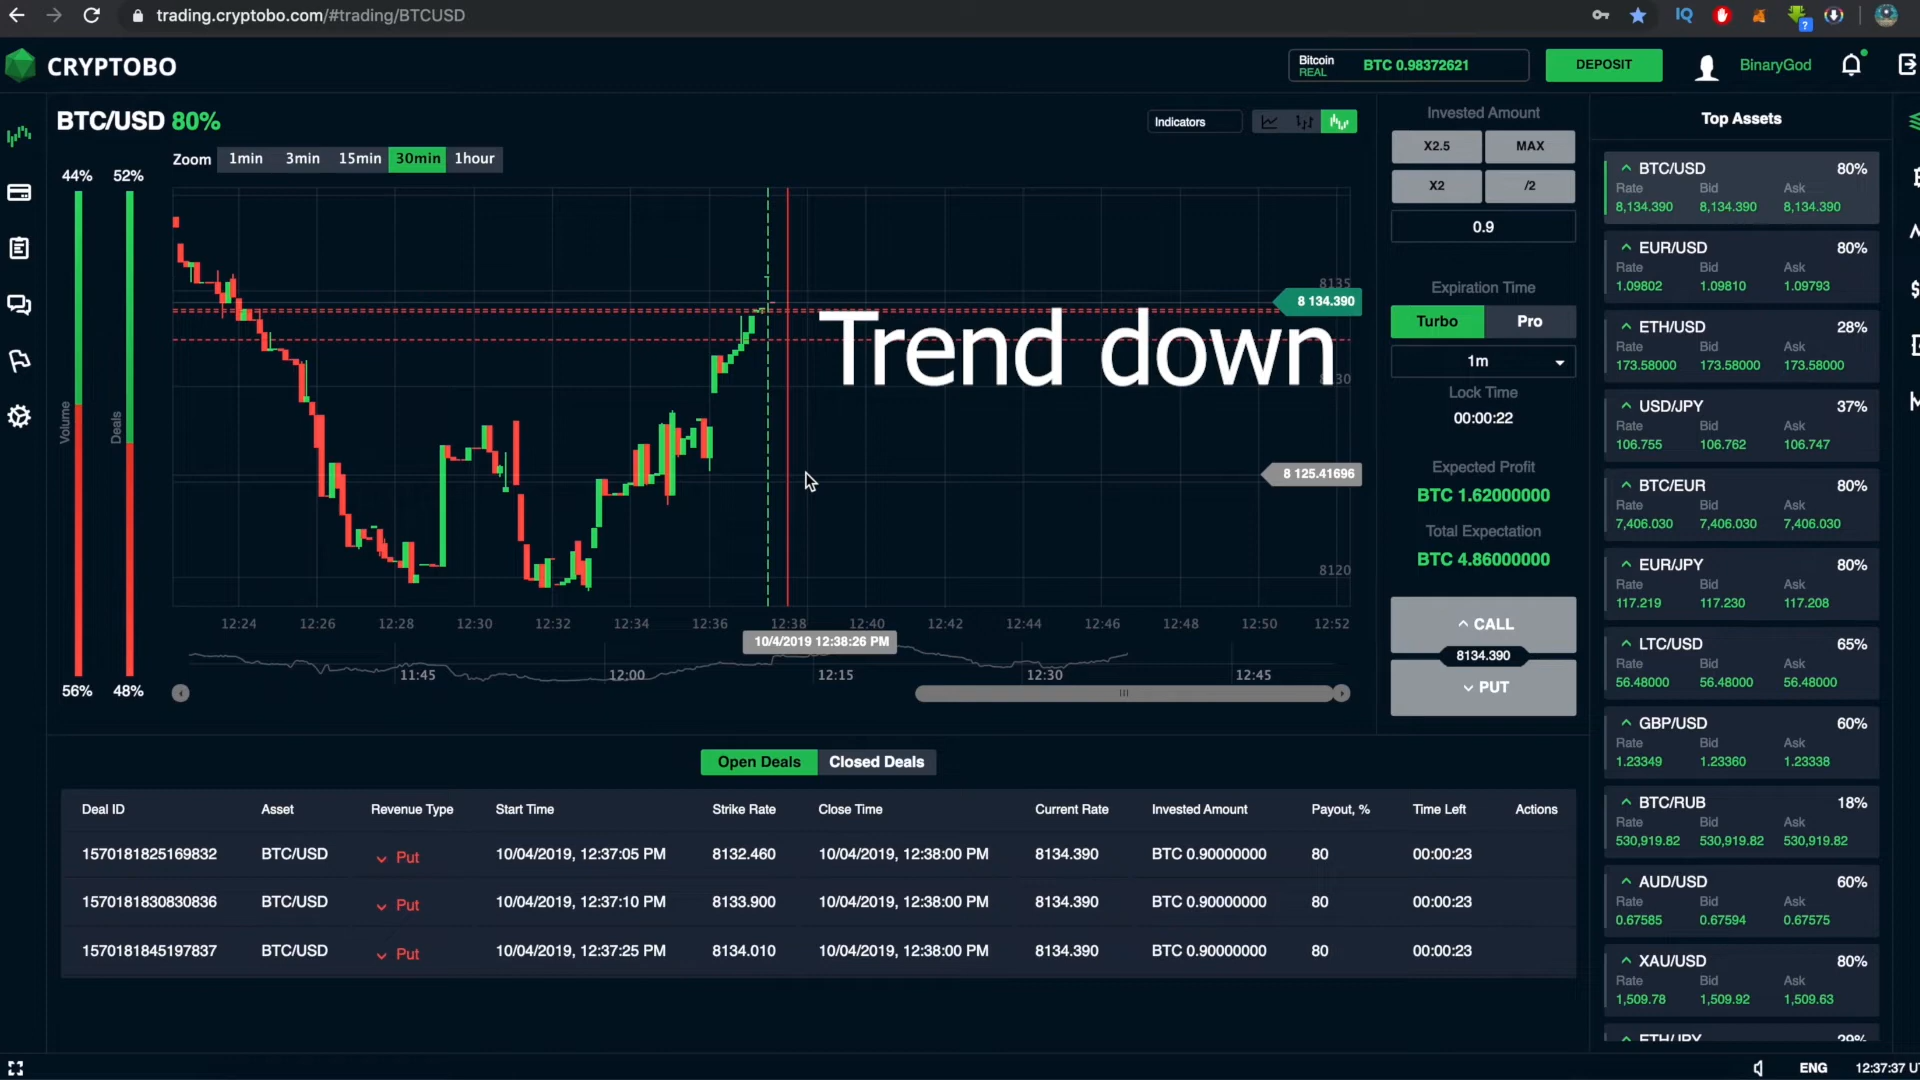 trading.cryptobo.com/#trading/BTCUSD
IQ
?
CRYPTOBO
Bitcoin
REAL
BTC 0.98372621
DEPOSIT
BinaryGod
BTC/USD 80%
Indicators
Zoom 1min 3min 15min 30min 1hour
44% 52%
Volume
Deals
56% 48%
8135
8 134.390
Trend down
8130
8 125.41696
8120
12:24 12:26 12:28 12:30 12:32 12:34 12:36 12:38 12:40 12:42 12:44 12:46 12:48 12:50 12:52
10/4/2019 12:38:26 PM
11:45 12:00 12:15 12:30 12:45
Invested Amount
X2.5 MAX
X2 /2
0.9
Expiration Time
Turbo Pro
1m
Lock Time
00:00:22
Expected Profit
BTC 1.62000000
Total Expectation
BTC 4.86000000
CALL
8134.390
PUT
Top Assets
BTC/USD 80%
Rate Bid Ask
8,134.390 8,134.390 8,134.390
EUR/USD 80%
Rate Bid Ask
1.09802 1.09810 1.09793
ETH/USD 28%
Rate Bid Ask
173.58000 173.58000 173.58000
USD/JPY 37%
Rate Bid Ask
106.755 106.762 106.747
BTC/EUR 80%
Rate Bid Ask
7,406.030 7,406.030 7,406.030
EUR/JPY 80%
Rate Bid Ask
117.219 117.230 117.208
LTC/USD 65%
Rate Bid Ask
56.48000 56.48000 56.48000
GBP/USD 60%
Rate Bid Ask
1.23349 1.23360 1.23338
BTC/RUB 18%
Rate Bid Ask
530,919.82 530,919.82 530,919.82
AUD/USD 60%
Rate Bid Ask
0.67585 0.67594 0.67575
XAU/USD 80%
Rate Bid Ask
1,509.78 1,509.92 1,509.63
ETH/JPY 29%
Open Deals Closed Deals
Deal ID Asset Revenue Type Start Time Strike Rate Close Time Current Rate Invested Amount Payout, % Time Left Actions
1570181825169832 BTC/USD Put 10/04/2019, 12:37:05 PM 8132.460 10/04/2019, 12:38:00 PM 8134.390 BTC 0.90000000 80 00:00:23
1570181830830836 BTC/USD Put 10/04/2019, 12:37:10 PM 8133.900 10/04/2019, 12:38:00 PM 8134.390 BTC 0.90000000 80 00:00:23
1570181845197837 BTC/USD Put 10/04/2019, 12:37:25 PM 8134.010 10/04/2019, 12:38:00 PM 8134.390 BTC 0.90000000 80 00:00:23
ENG 12:37:37 U